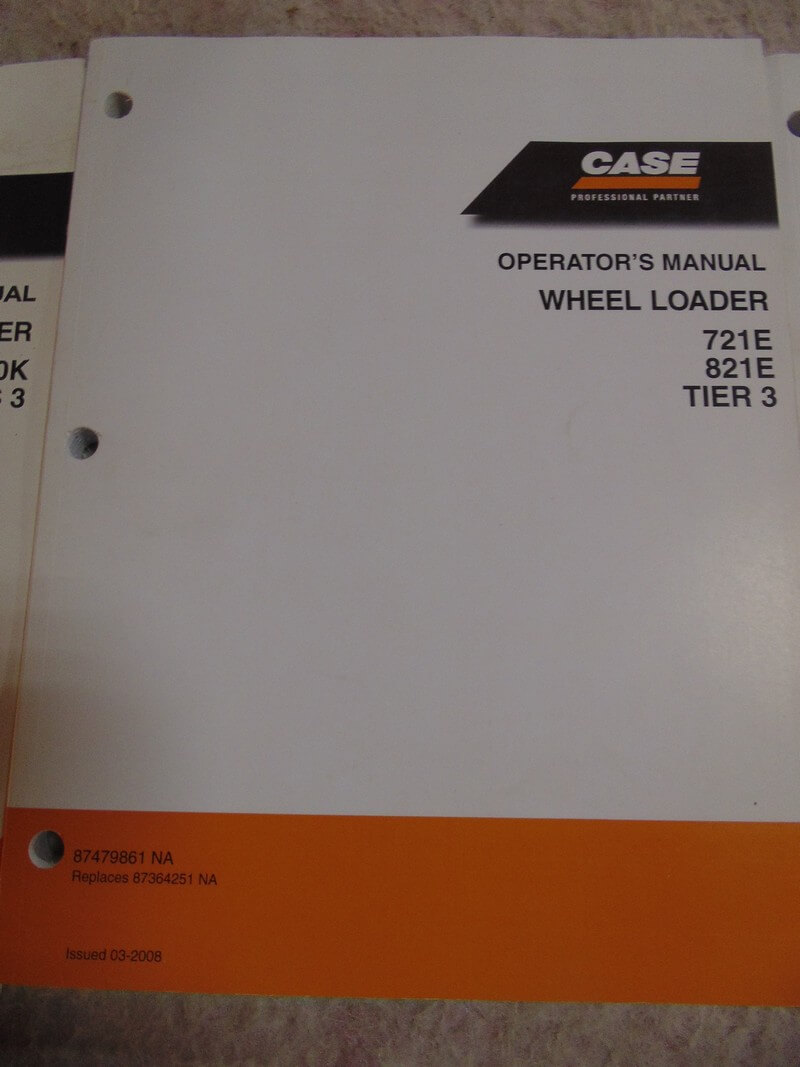 CASE
PROFESSIONAL PARTNER
OPERATOR'S MANUAL
WHEEL LOADER
721E
821E
TIER 3
87479861 NA
Replaces 87364251 NA
Issued 03-2008
UAL
ER
0K
3